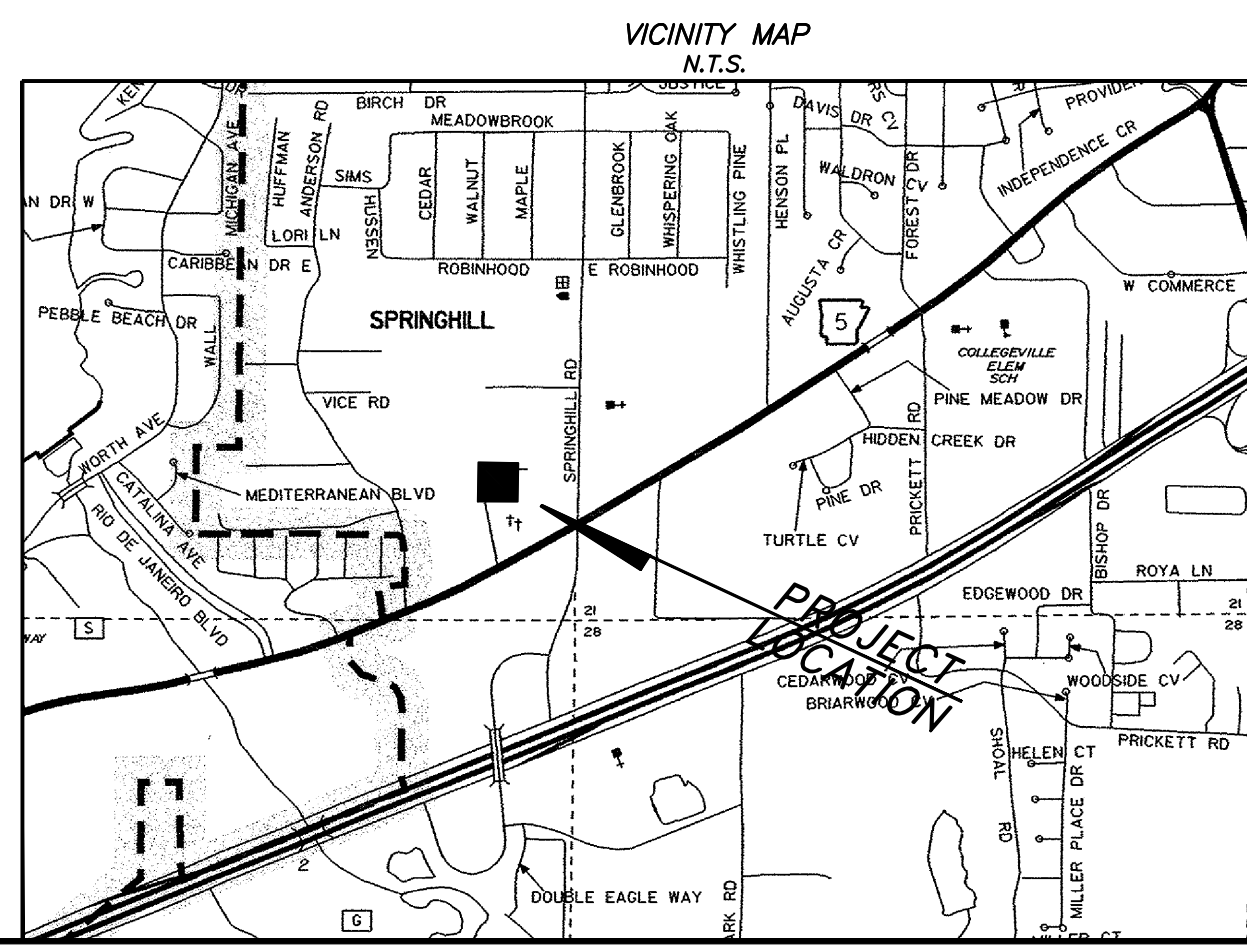 VICINITY MAP
N.T.S.
BIRCH DR
JUSTICE
MEADOWBROOK
DAVIS DR
INDEPENDENCE CR
MICHIGAN AVE
HUFFMAN
ANDERSON RD
SIMS
HUSSEN
CEDAR
WALNUT
MAPLE
GLENBROOK
WHISPERING OAK
WHISTLING PINE
HENSON PL
WALDRON CV
FOREST DR
LORI LN
CARIBBEAN DR E
ROBINHOOD
E ROBINHOOD
AUGUSTA CR
W COMMERCE
PEBBLE BEACH DR
WALL
SPRINGHILL
5
COLLEGEVILLE
ELEM
SCH
VICE RD
SPRINGHILL RD
PINE MEADOW DR
PRICKETT RD
HIDDEN CREEK DR
WORTH AVE
CATALINA AVE
MEDITERRANEAN BLVD
PINE DR
TURTLE CV
RIO DE JANEIRO BLVD
BISHOP DR
ROYA LN
EDGEWOOD DR
21
28
21
28
S
PROJECT
LOCATION
CEDARWOOD CV
BRIARWOOD CV
WOODSIDE CV
PRICKETT RD
SHOAL RD
HELEN CT
MILLER PLACE DR
2
DOUBLE EAGLE WAY
G